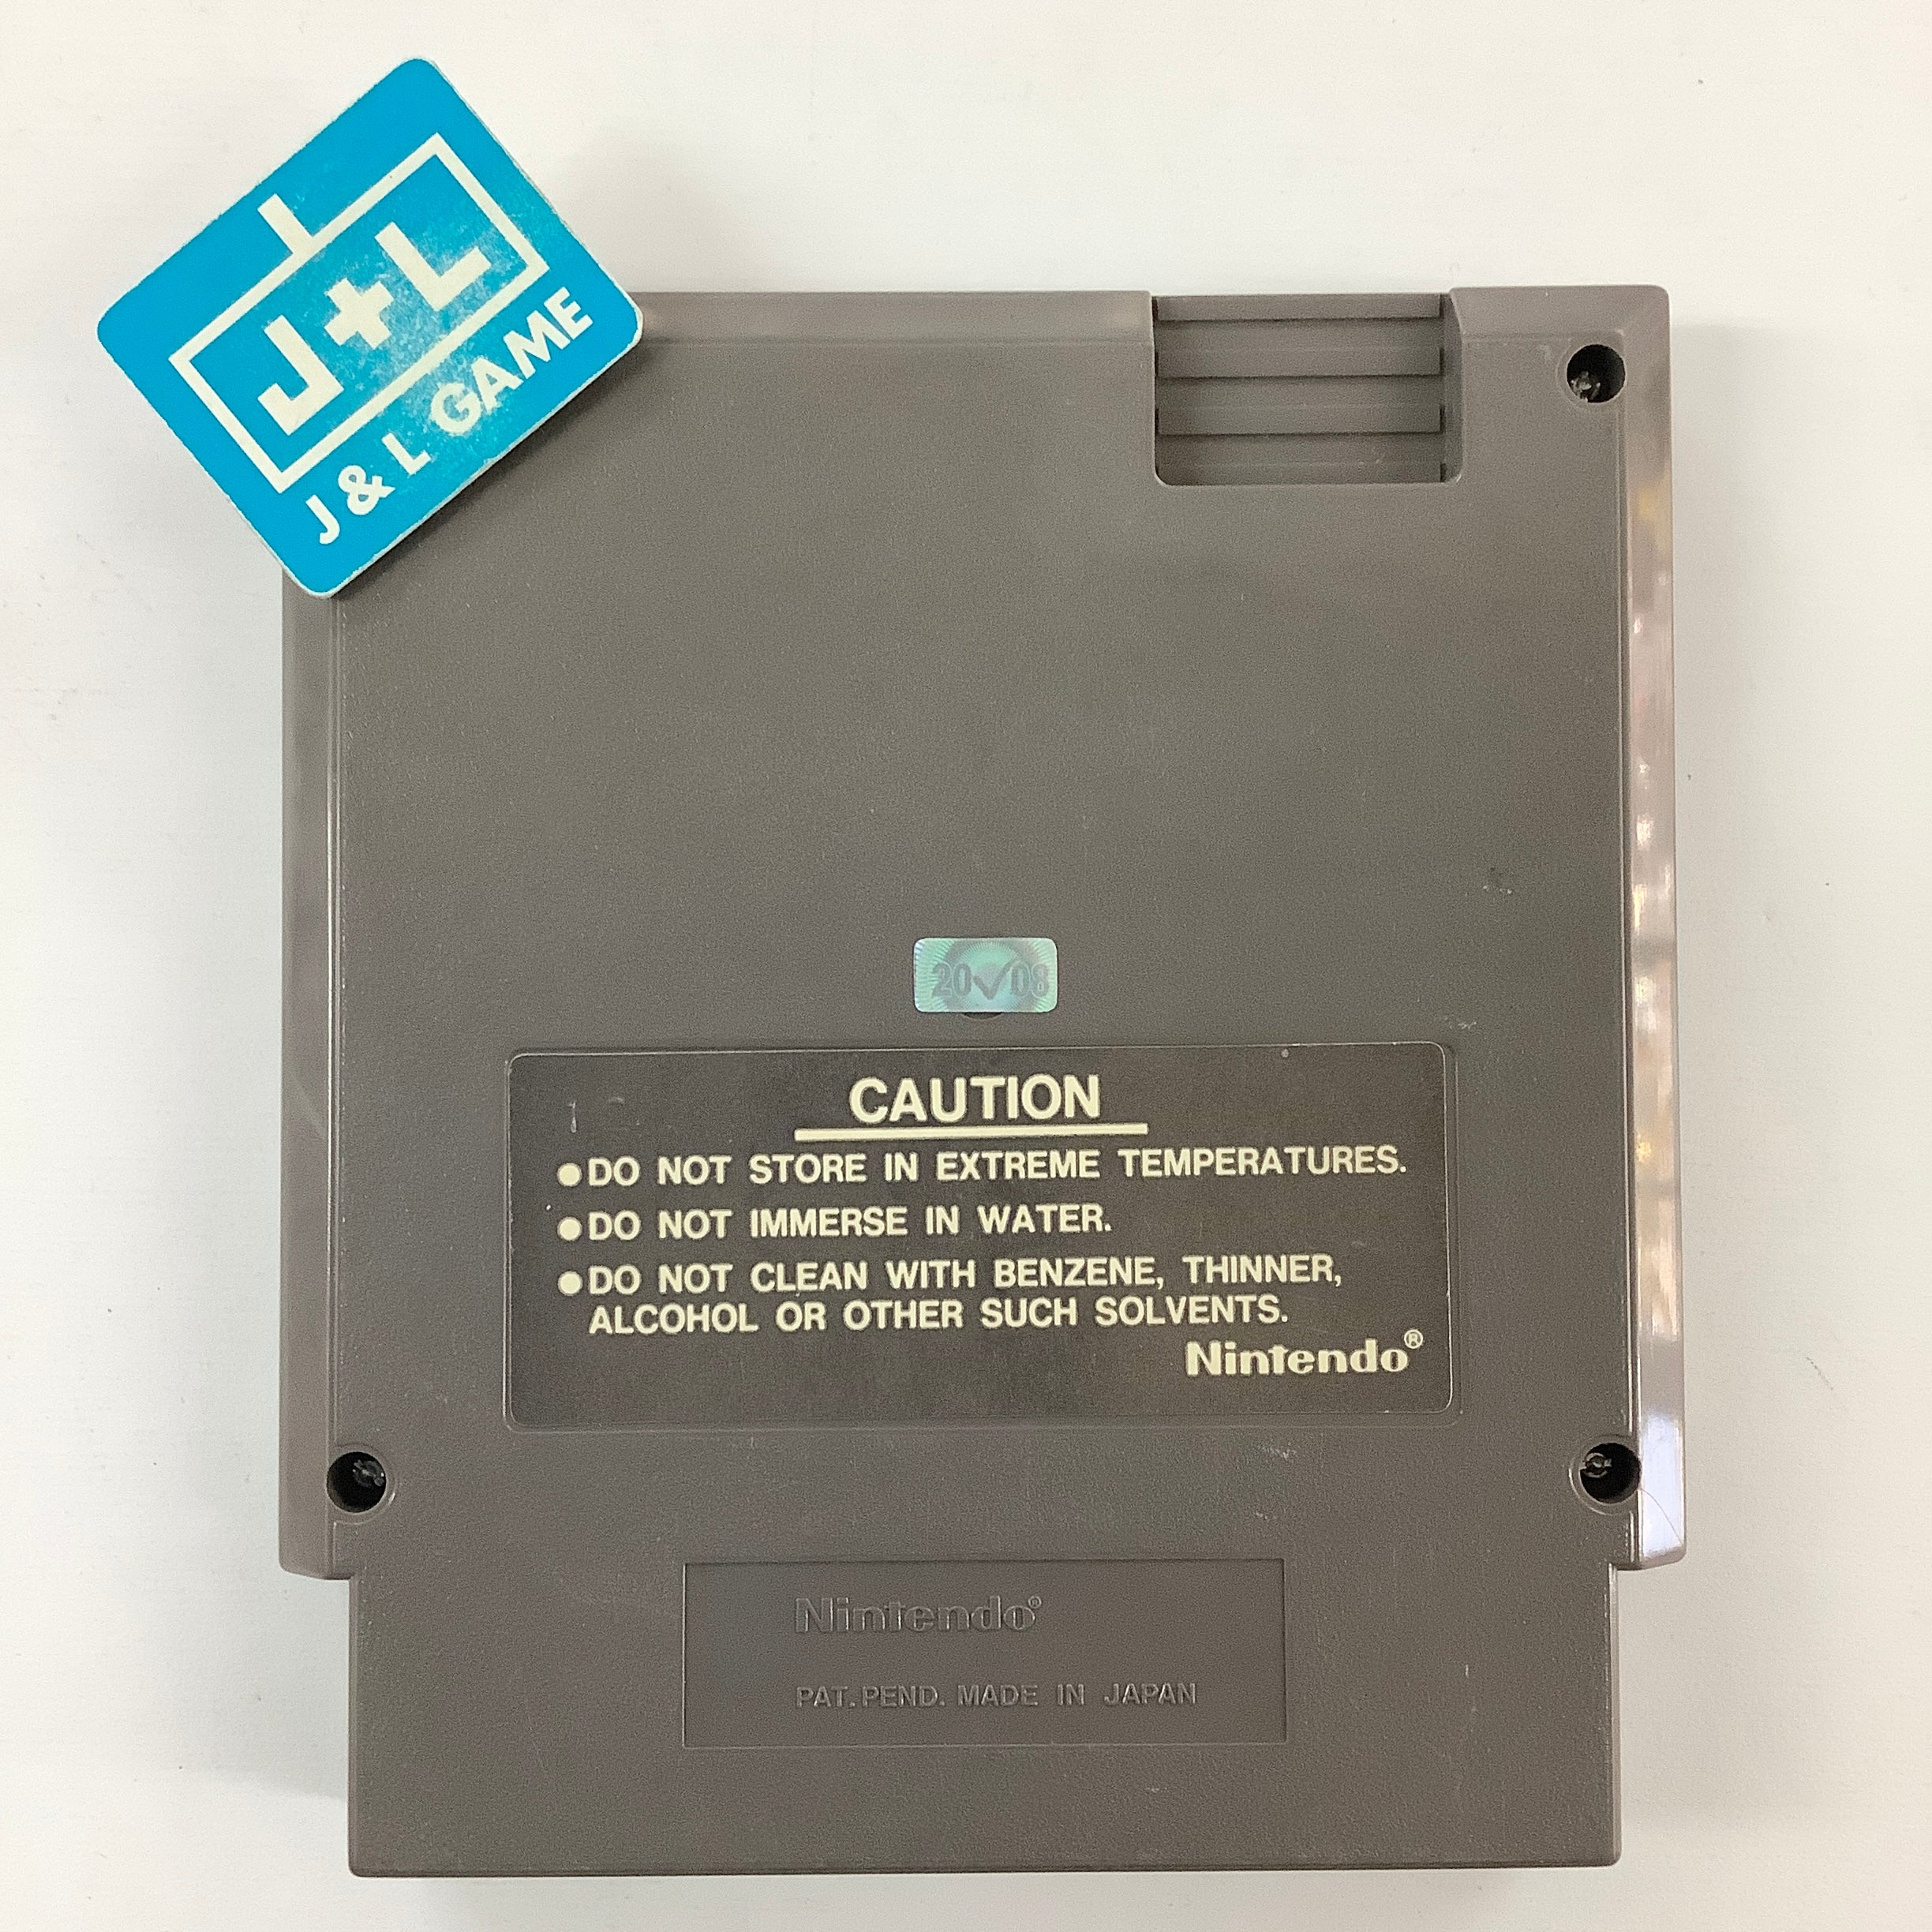 J+L
J & L GAME
20✓08
CAUTION
●DO NOT STORE IN EXTREME TEMPERATURES.
●DO NOT IMMERSE IN WATER.
●DO NOT CLEAN WITH BENZENE, THINNER,
ALCOHOL OR OTHER SUCH SOLVENTS.
Nintendo®
Nintendo®
PAT. PEND. MADE IN JAPAN